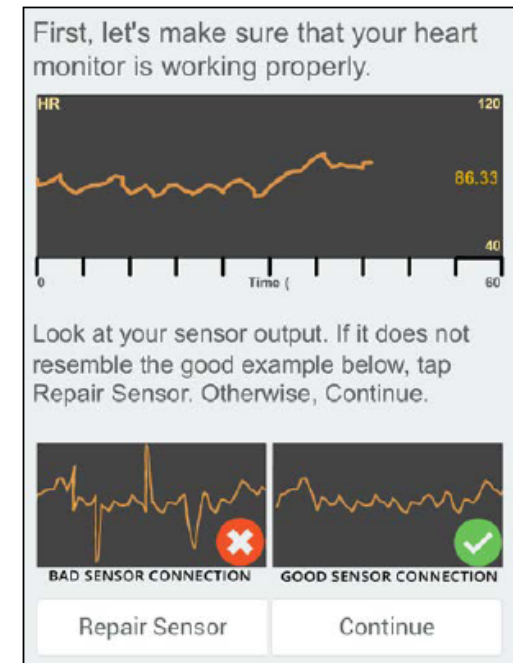 First, let's make sure that your heart
monitor is working properly.
HR
120
86.33
40
0
Time (
60
Look at your sensor output. If it does not
resemble the good example below, tap
Repair Sensor. Otherwise, Continue.
BAD SENSOR CONNECTION
GOOD SENSOR CONNECTION
Repair Sensor
Continue